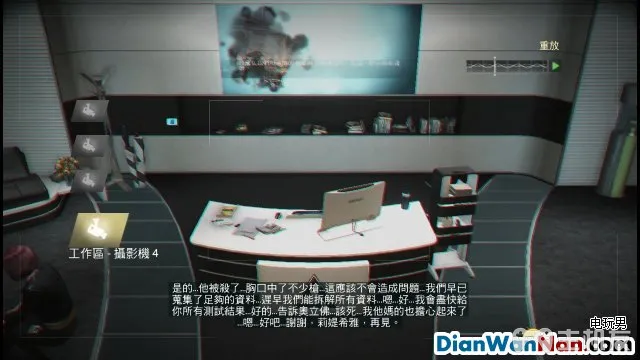 重放
工作區 - 攝影機 4
是的...他被殺了...胸口中了不少槍...這應該不會造成問題...我們早已
蒐集了足夠的資料...遲早我們能拆解所有資料...嗯...好...我會盡快給
你所有測試結果...好的...告訴奧立佛...該死...我他媽的也擔心起來了
...嗯...好吧...謝謝，莉媞希雅，再見。
电玩男
DianWanNan.com